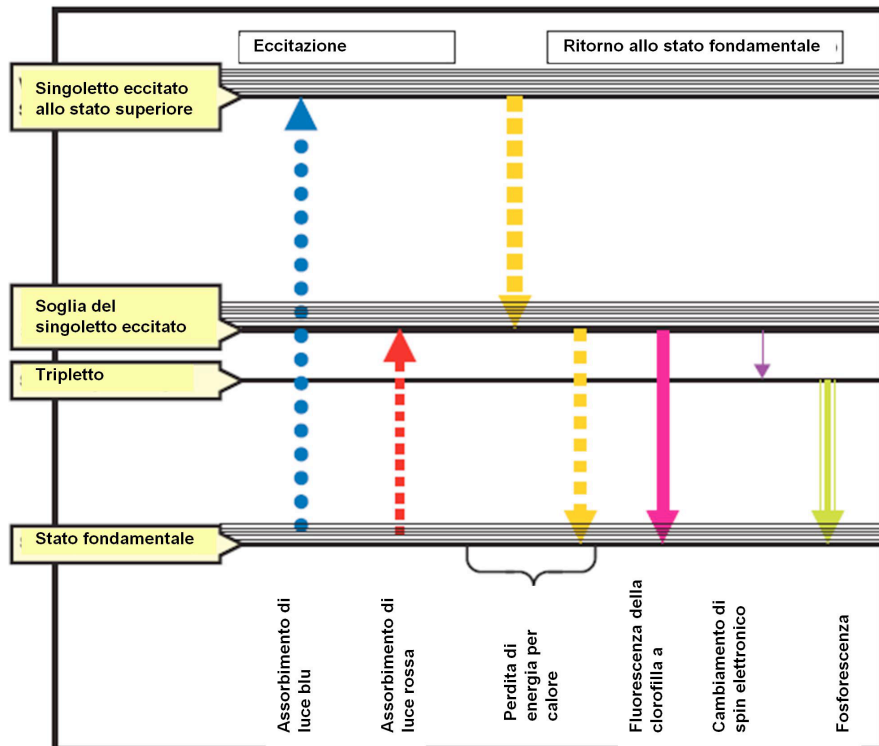 Eccitazione
Ritorno allo stato fondamentale
Singoletto eccitato
allo stato superiore
Soglia del
singoletto eccitato
Tripletto
Stato fondamentale
Assorbimento di
luce blu
Assorbimento di
luce rossa
Perdita di
energia per
calore
Fluorescenza della
clorofilla a
Cambiamento di
spin elettronico
Fosforescenza